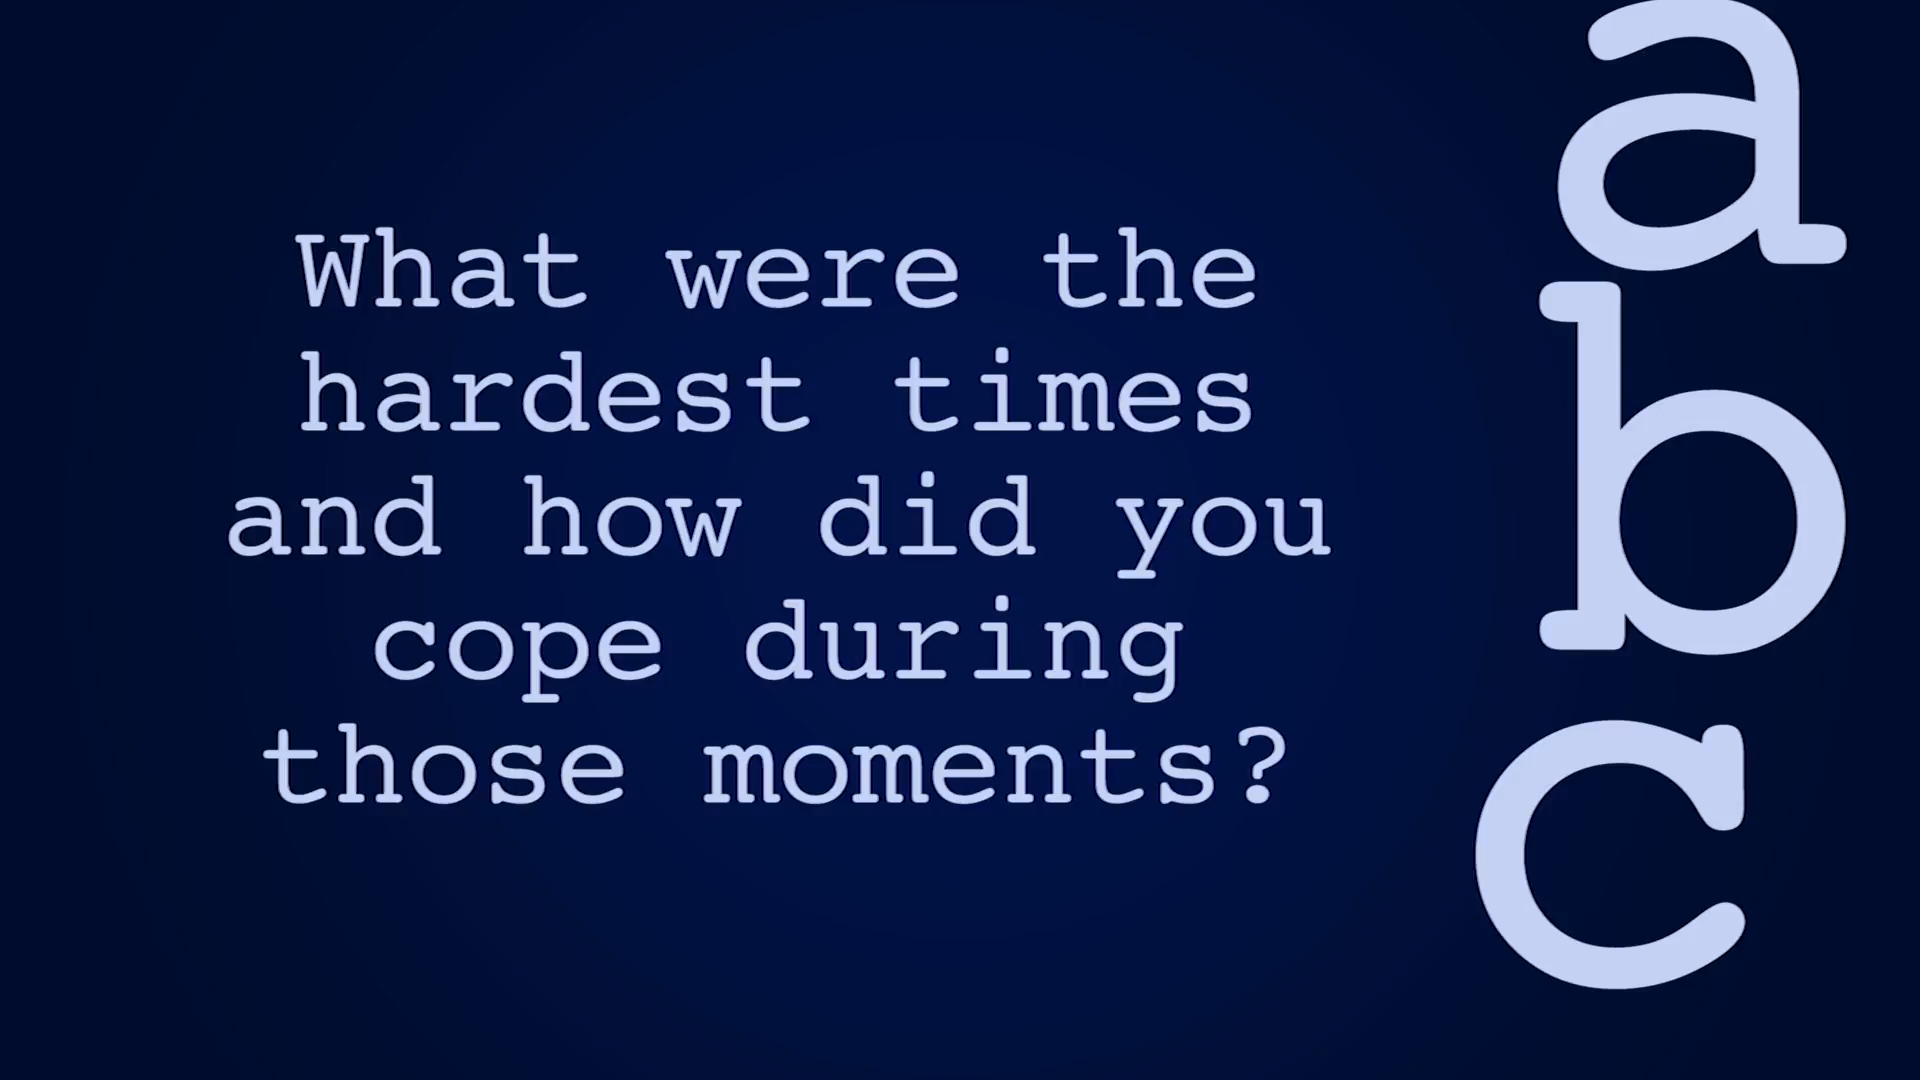 What were the
hardest times
and how did you
cope during
those moments?
a
b
c